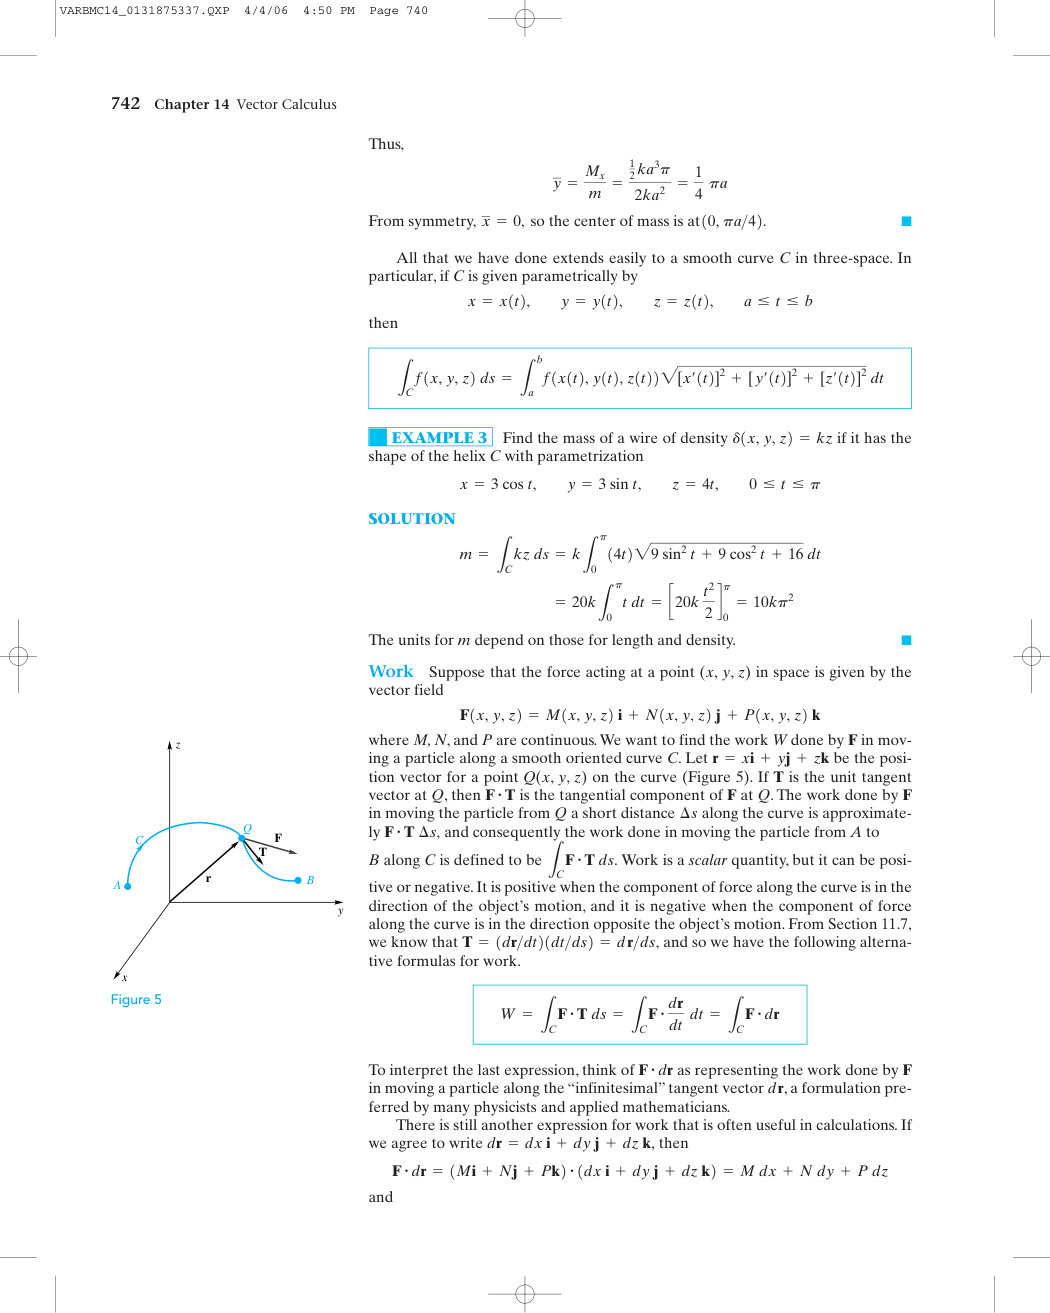 VARBMC14_0131875337.QXP  4/4/06  4:50 PM  Page 740
742 Chapter 14 Vector Calculus
Thus,
y̅ = Mₓ/m = (½ka³π)/(2ka²) = 1/4 πa
From symmetry, x̅ = 0, so the center of mass is at (0, πa/4).
All that we have done extends easily to a smooth curve C in three-space. In
particular, if C is given parametrically by
x = x(t),  y = y(t),  z = z(t),  a ≤ t ≤ b
then
∫_C f(x, y, z) ds = ∫_a^b f(x(t), y(t), z(t))√([x′(t)]² + [y′(t)]² + [z′(t)]²) dt
EXAMPLE 3 Find the mass of a wire of density δ(x, y, z) = kz if it has the
shape of the helix C with parametrization
x = 3 cos t,  y = 3 sin t,  z = 4t,  0 ≤ t ≤ π
SOLUTION
m = ∫_C kz ds = k ∫_0^π (4t)√(9 sin² t + 9 cos² t + 16) dt
= 20k ∫_0^π t dt = [20k t²/2]_0^π = 10kπ²
The units for m depend on those for length and density.
Work Suppose that the force acting at a point (x, y, z) in space is given by the
vector field
F(x, y, z) = M(x, y, z) i + N(x, y, z) j + P(x, y, z) k
where M, N, and P are continuous. We want to find the work W done by F in mov-
ing a particle along a smooth oriented curve C. Let r = xi + yj + zk be the posi-
tion vector for a point Q(x, y, z) on the curve (Figure 5). If T is the unit tangent
vector at Q, then F · T is the tangential component of F at Q. The work done by F
in moving the particle from Q a short distance Δs along the curve is approximate-
ly F · T Δs, and consequently the work done in moving the particle from A to
B along C is defined to be ∫_C F · T ds. Work is a scalar quantity, but it can be posi-
tive or negative. It is positive when the component of force along the curve is in the
direction of the object's motion, and it is negative when the component of force
along the curve is in the direction opposite the object's motion. From Section 11.7,
we know that T = (dr/dt)(dt/ds) = dr/ds, and so we have the following alterna-
tive formulas for work.
z
C
Q
F
T
A
r
B
y
x
Figure 5
W = ∫_C F · T ds = ∫_C F · dr/dt dt = ∫_C F · dr
To interpret the last expression, think of F · dr as representing the work done by F
in moving a particle along the “infinitesimal” tangent vector dr, a formulation pre-
ferred by many physicists and applied mathematicians.
There is still another expression for work that is often useful in calculations. If
we agree to write dr = dx i + dy j + dz k, then
F · dr = (Mi + Nj + Pk) · (dx i + dy j + dz k) = M dx + N dy + P dz
and